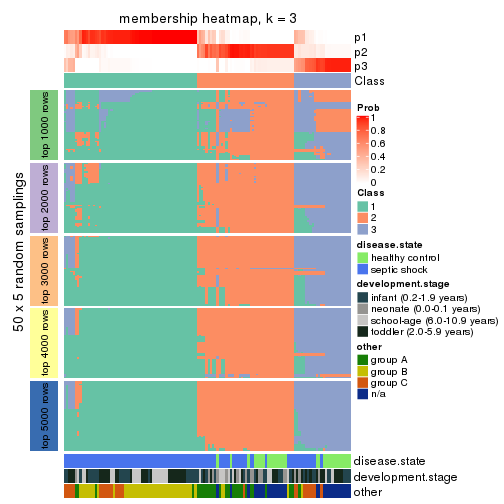 membership heatmap, k = 3
p1
p2
p3
Class
50 x 5 random samplings
top 1000 rows
top 2000 rows
top 3000 rows
top 4000 rows
top 5000 rows
disease.state
development.stage
other
Prob
1
0.8
0.6
0.4
0.2
0
Class
1
2
3
disease.state
healthy control
septic shock
development.stage
infant (0.2-1.9 years)
neonate (0.0-0.1 years)
school-age (6.0-10.9 years)
toddler (2.0-5.9 years)
other
group A
group B
group C
n/a